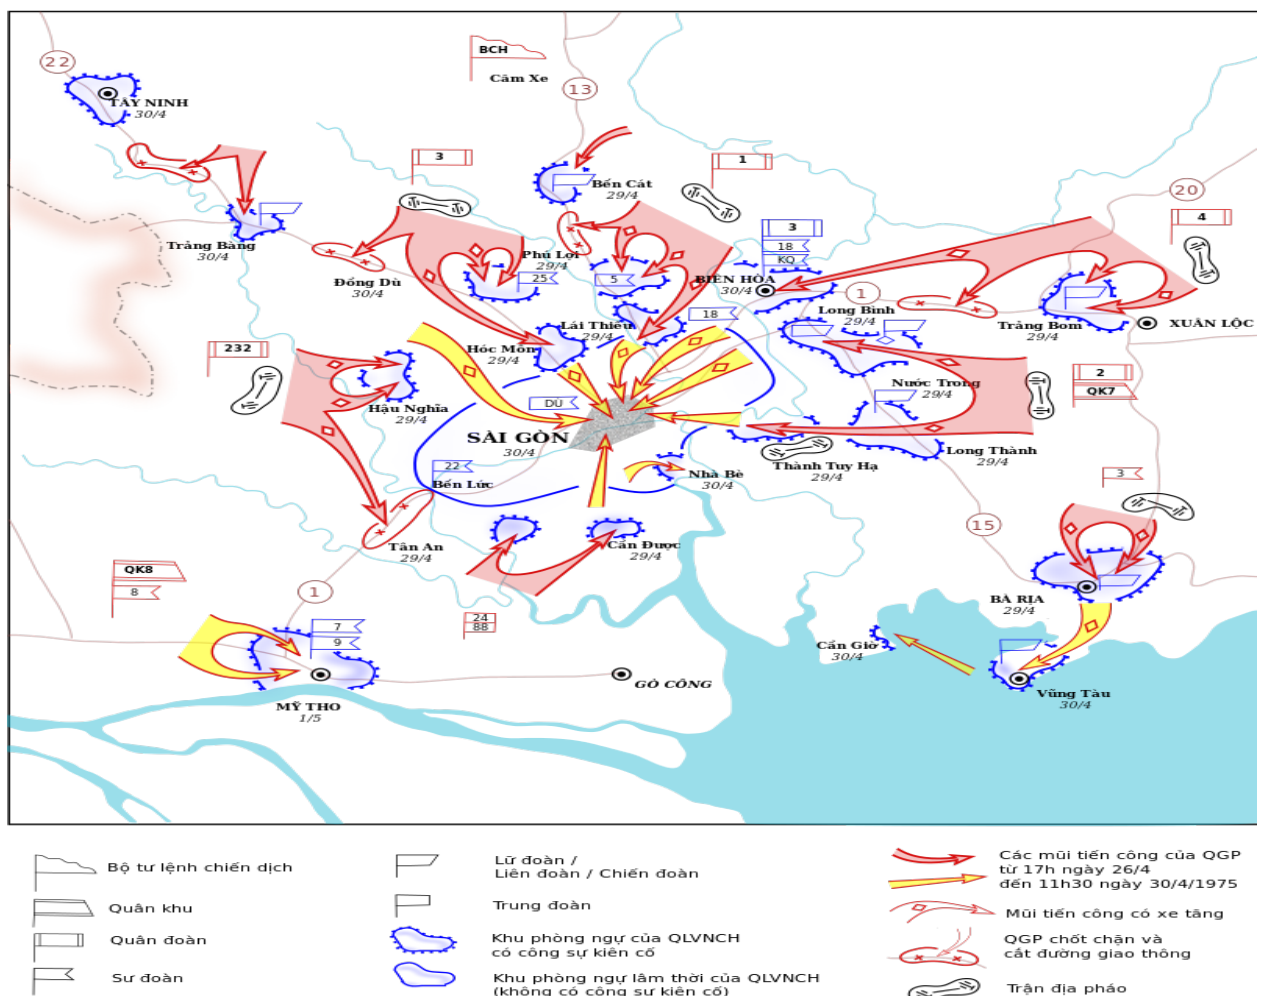 22
BCH
Căm Xe
13
TÂY NINH
30/4
3
1
20
Bến Cát
29/4
4
3
18
KQ
Trảng Bàng
30/4
Phú Lợi
29/4
25
5
BIÊN HÒA
30/4
1
Đồng Dù
30/4
18
Long Bình
29/4
Trảng Bom
29/4
XUÂN LỘC
Lái Thiêu
29/4
232
Hóc Môn
29/4
2
QK7
Nước Trong
29/4
DÙ
Hậu Nghĩa
29/4
SÀI GÒN
30/4
22
Bến Lức
Nhà Bè
30/4
Thành Tuy Hạ
29/4
Long Thành
29/4
3
15
Tân An
29/4
Cần Được
29/4
QK8
8
1
24
88
BÀ RỊA
29/4
7
9
Cần Giờ
30/4
GÒ CÔNG
Vũng Tàu
30/4
MỸ THO
1/5
Bộ tư lệnh chiến dịch
Quân khu
Quân đoàn
Sư đoàn
Lữ đoàn /
Liên đoàn / Chiến đoàn
Trung đoàn
Khu phòng ngự của QLVNCH
có công sự kiên cố
Khu phòng ngự lâm thời của QLVNCH
(không có công sự kiên cố)
Các mũi tiến công của QGP
từ 17h ngày 26/4
đến 11h30 ngày 30/4/1975
Mũi tiến công có xe tăng
QGP chốt chặn và
cắt đường giao thông
Trận địa pháo